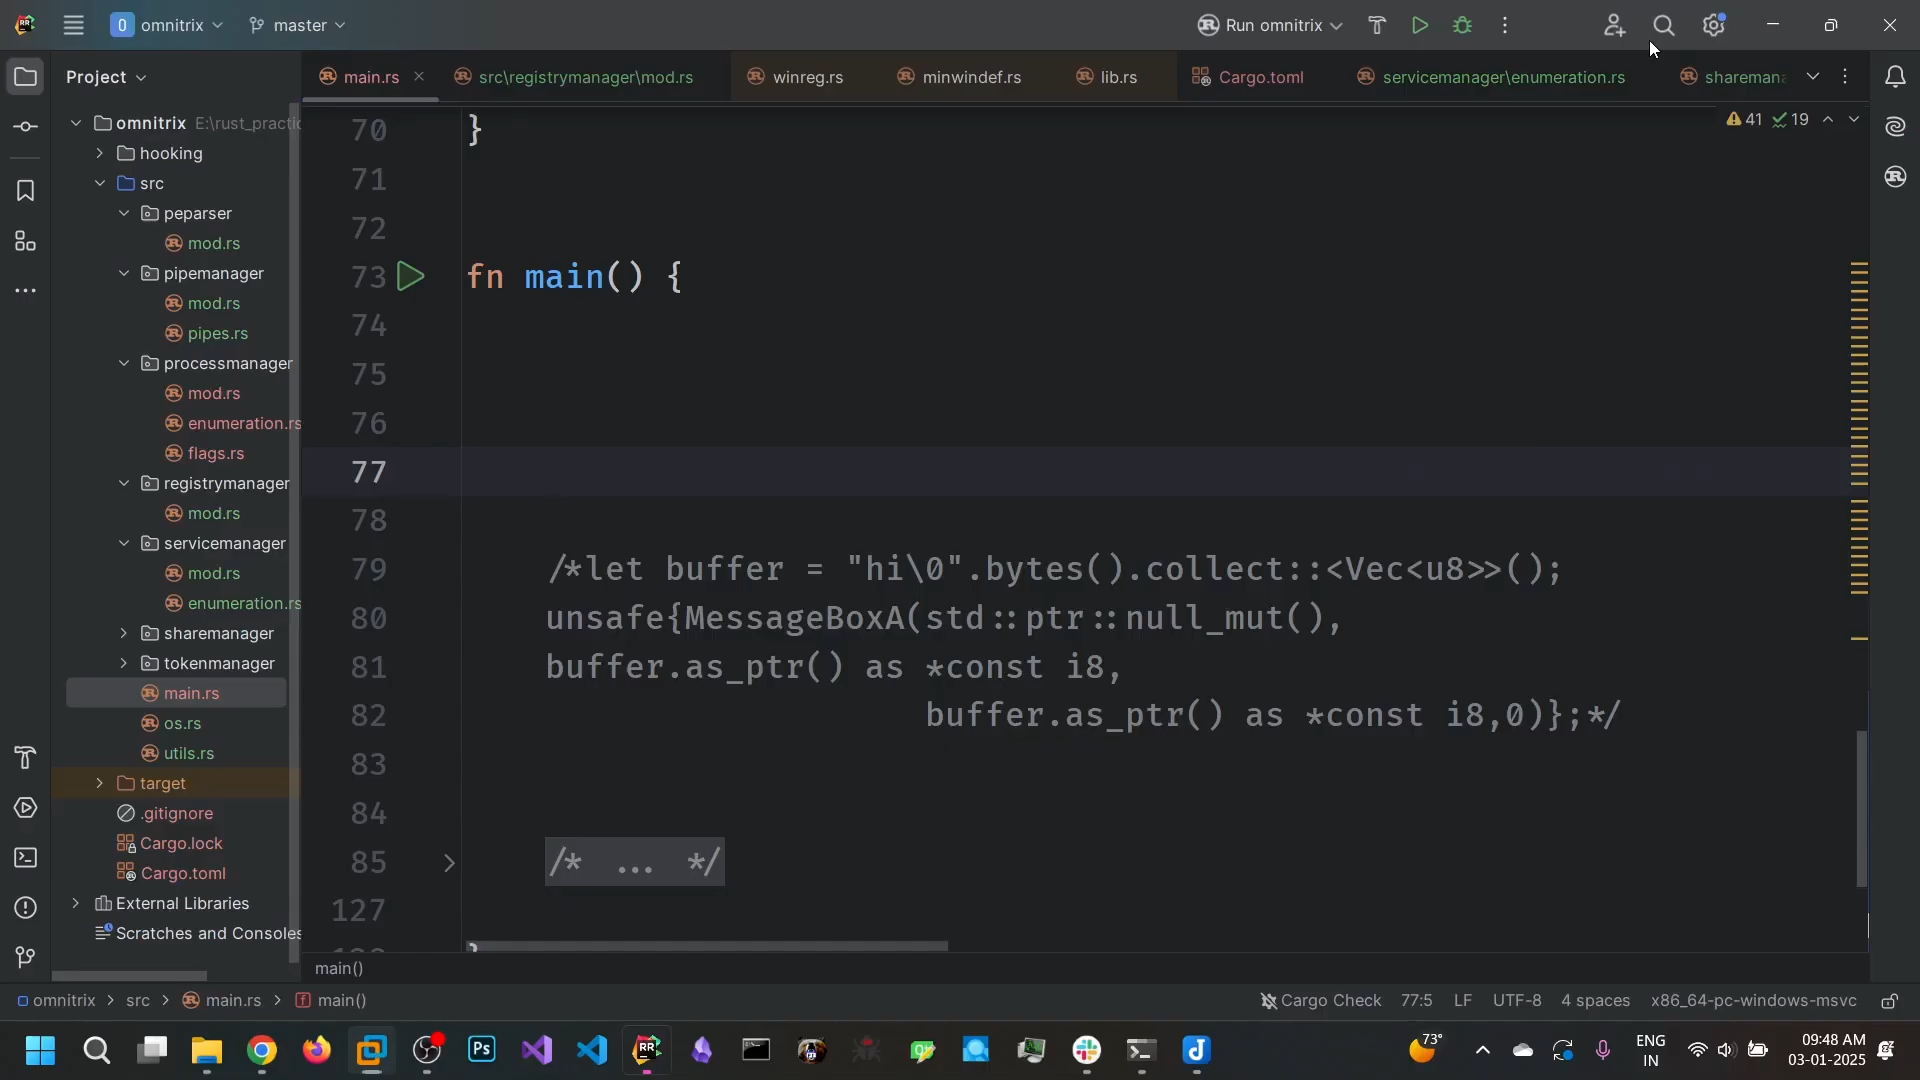 omnitrix
master
Run omnitrix
Project
main.rs
src\registrymanager\mod.rs
winreg.rs
minwindef.rs
lib.rs
Cargo.toml
servicemanager\enumeration.rs
omnitrix
hooking
src
peparser
mod.rs
pipemanager
mod.rs
pipes.rs
processmanager
mod.rs
enumeration.rs
flags.rs
registrymanager
mod.rs
servicemanager
mod.rs
enumeration.rs
sharemanager
tokenmanager
main.rs
os.rs
utils.rs
target
.gitignore
Cargo.lock
Cargo.toml
External Libraries
Scratches and Consoles
41 19
70 }
71
72
73 fn main() {
74
75
76
77
78
79 /*let buffer = "hi\0".bytes().collect::<Vec<u8>>();
80 unsafe{MessageBoxA(std::ptr::null_mut(),
81 buffer.as_ptr() as *const i8,
82 buffer.as_ptr() as *const i8,0)};*/
83
84
85 /* ... */
127
main()
omnitrix > src > main.rs > main()
Cargo Check 77:5 LF UTF-8 4 spaces x86_64-pc-windows-msvc
73°
ENG
IN
09:48 AM
03-01-2025